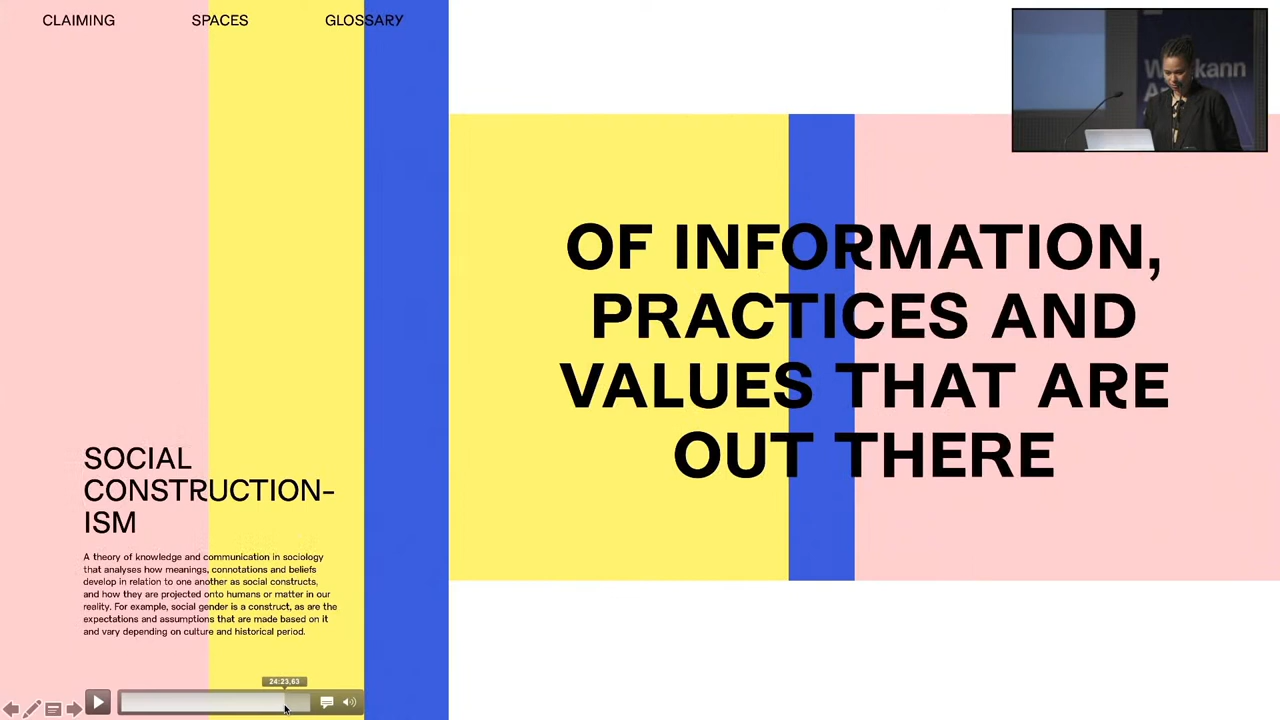 CLAIMING
SPACES
GLOSSARY
OF INFORMATION,
PRACTICES AND
VALUES THAT ARE
OUT THERE
SOCIAL
CONSTRUCTION-
ISM
A theory of knowledge and communication in sociology
that analyses how meanings, connotations and beliefs
develop in relation to one another as social constructs,
and how they are projected onto humans or matter in our
reality. For example, social gender is a construct, as are the
expectations and assumptions that are made based on it
and vary depending on culture and historical period.
24:23,63